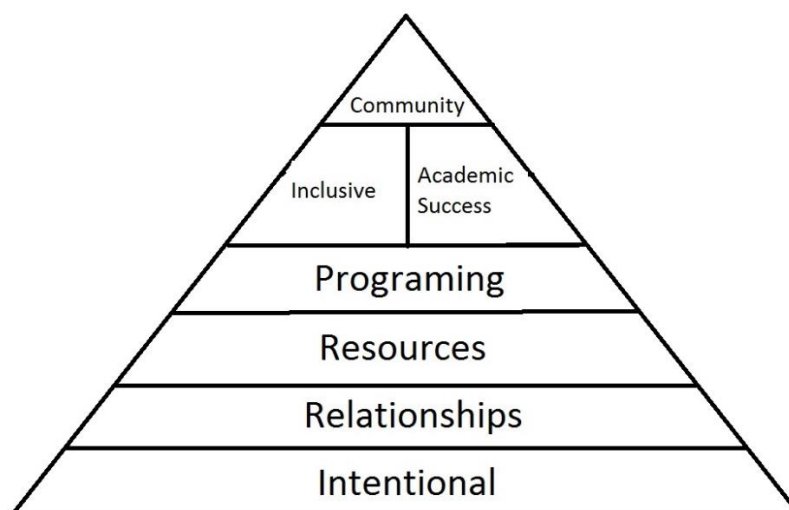 Community
Inclusive
Academic
Success
Programing
Resources
Relationships
Intentional